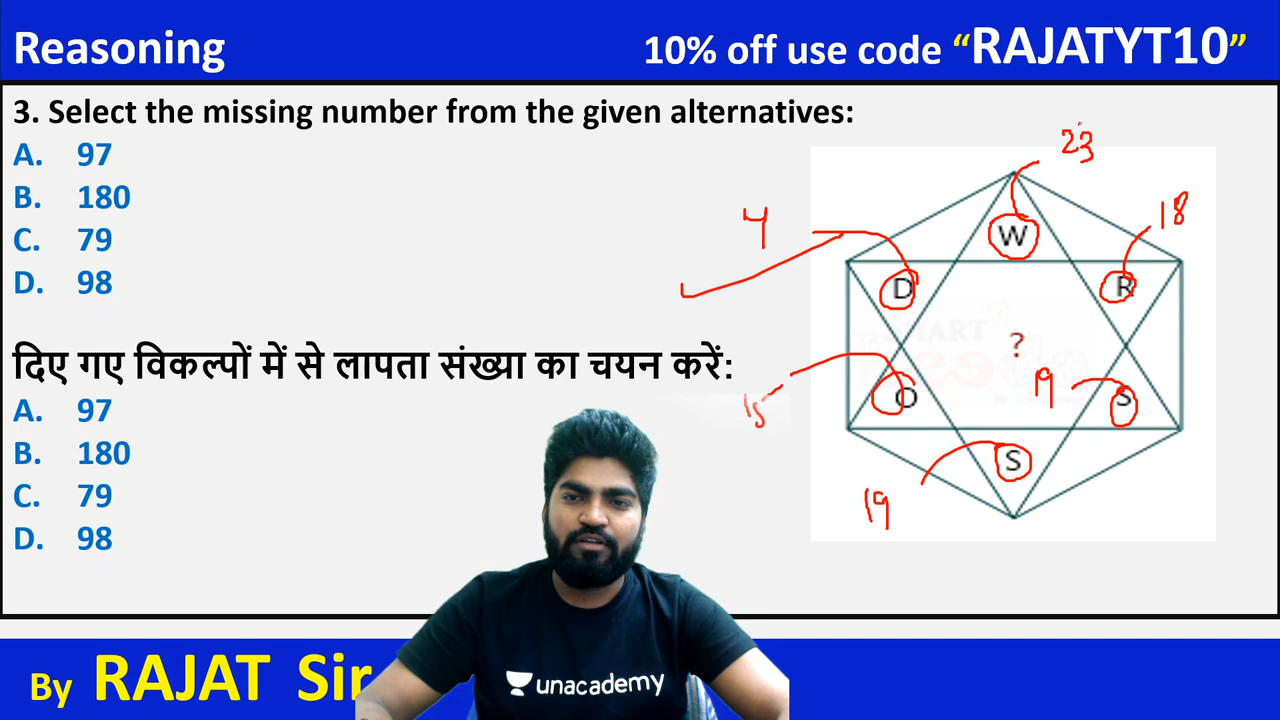 Reasoning
10% off use code “RAJATYT10”
3. Select the missing number from the given alternatives:
A. 97
B. 180
C. 79
D. 98
दिए गए विकल्पों में से लापता संख्या का चयन करें:
A. 97
B. 180
C. 79
D. 98
23
18
4
W
D
R
?
19
15
O
S
S
19
By RAJAT Sir
unacademy